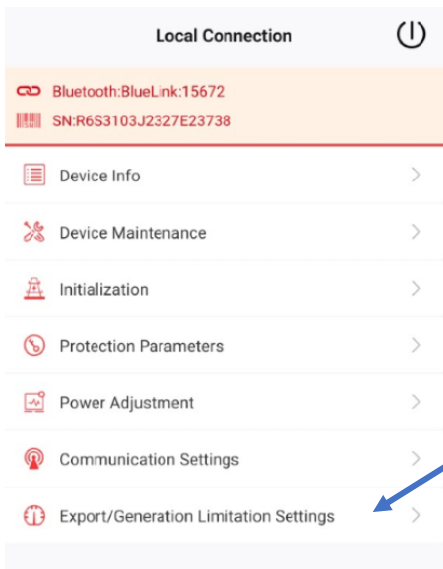 Local Connection
Bluetooth:BlueLink:15672
SN:R6S3103J2327E23738
Device Info
Device Maintenance
Initialization
Protection Parameters
Power Adjustment
Communication Settings
Export/Generation Limitation Settings